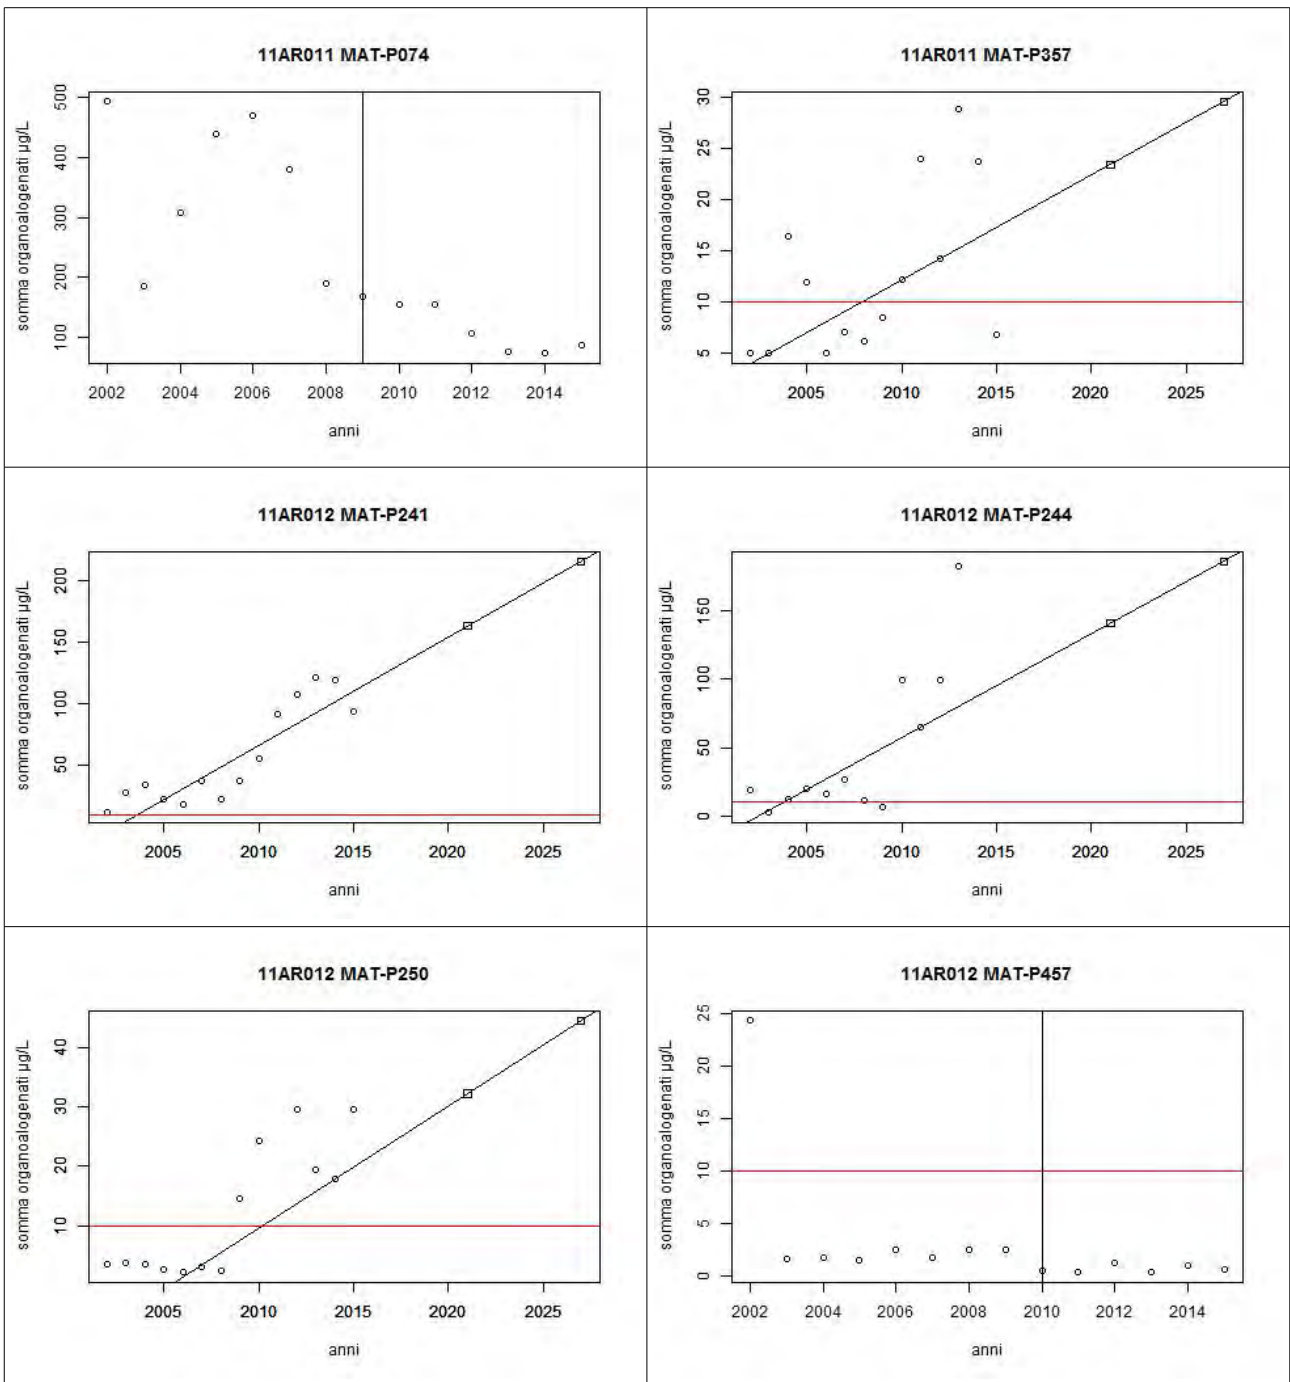 11AR011 MAT-P074
somma organoalogenati µg/L
500
400
300
200
100
2002 2004 2006 2008 2010 2012 2014
anni
11AR011 MAT-P357
somma organoalogenati µg/L
30
25
20
15
10
5
2005 2010 2015 2020 2025
anni
11AR012 MAT-P241
somma organoalogenati µg/L
200
150
100
50
2005 2010 2015 2020 2025
anni
11AR012 MAT-P244
somma organoalogenati µg/L
150
100
50
0
2005 2010 2015 2020 2025
anni
11AR012 MAT-P250
somma organoalogenati µg/L
40
30
20
10
2005 2010 2015 2020 2025
anni
11AR012 MAT-P457
somma organoalogenati µg/L
25
20
15
10
5
0
2002 2004 2006 2008 2010 2012 2014
anni